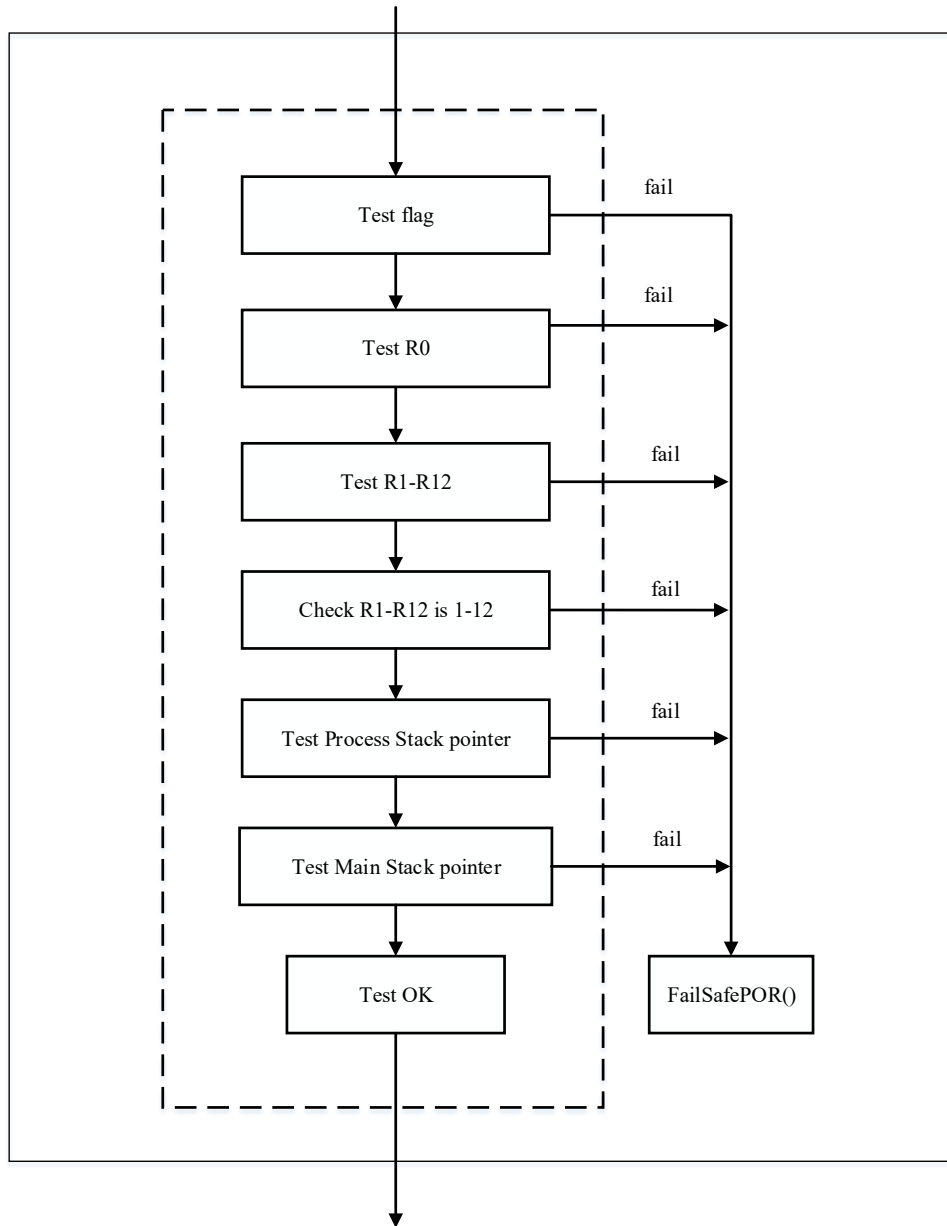 Test flag
fail
Test R0
fail
Test R1-R12
fail
Check R1-R12 is 1-12
fail
Test Process Stack pointer
fail
Test Main Stack pointer
fail
Test OK
FailSafePOR()